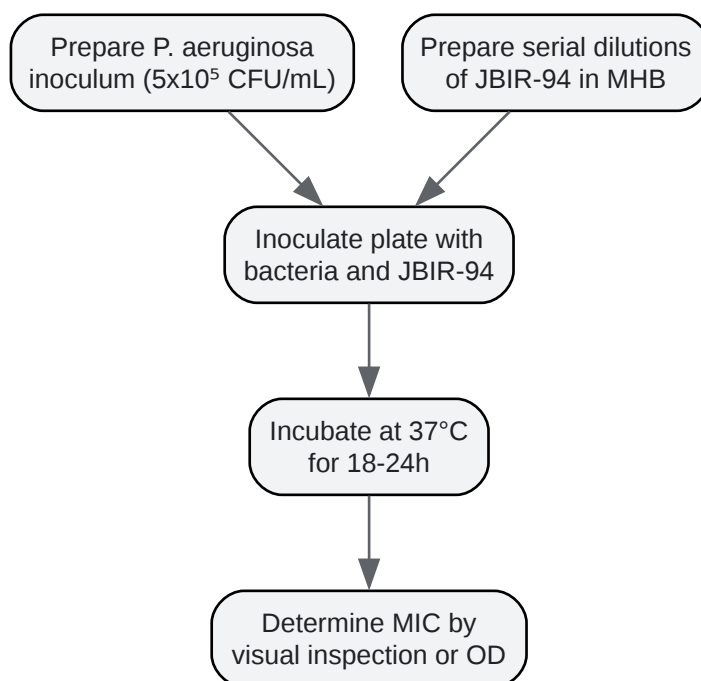 Prepare P. aeruginosa
inoculum (5x10⁵ CFU/mL)
Prepare serial dilutions
of JBIR-94 in MHB
Inoculate plate with
bacteria and JBIR-94
Incubate at 37°C
for 18-24h
Determine MIC by
visual inspection or OD